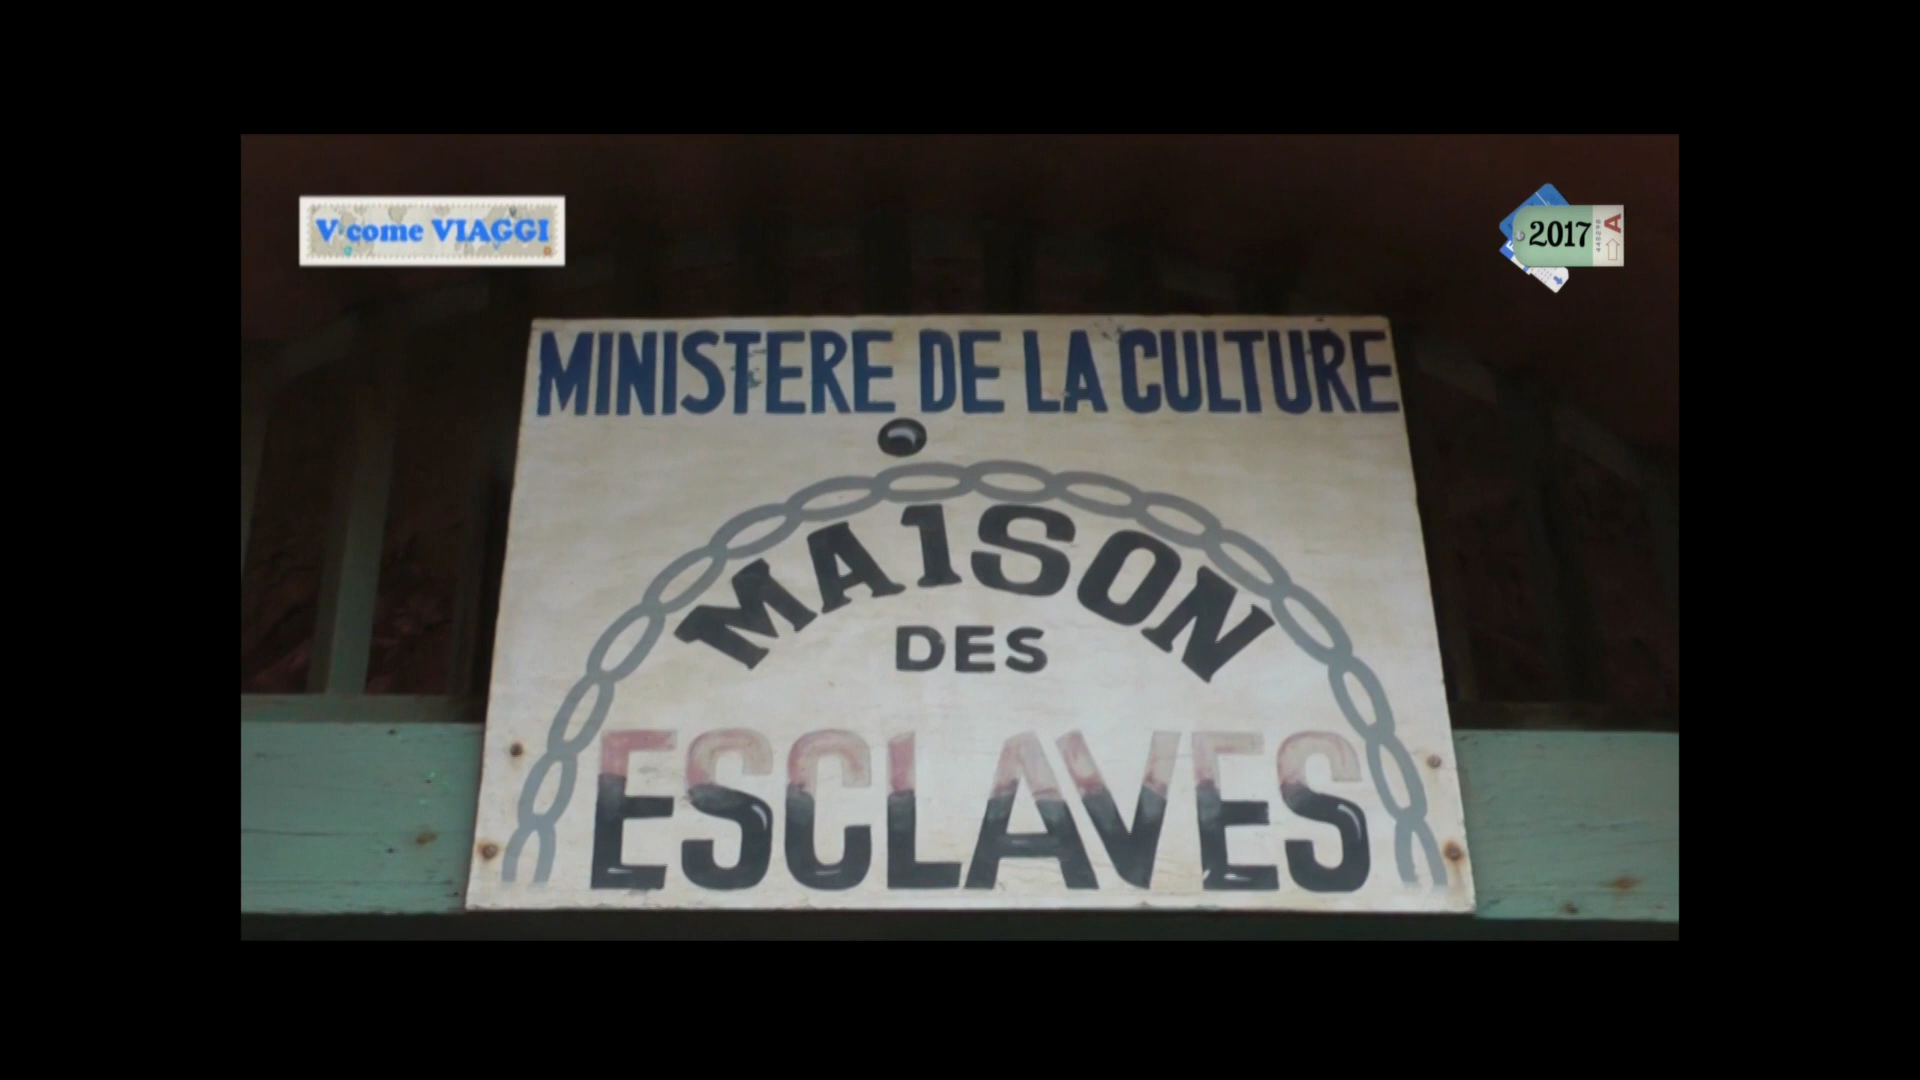 V come VIAGGI
2017
A
MINISTERE DE LA CULTURE
MAISON
DES
ESCLAVES